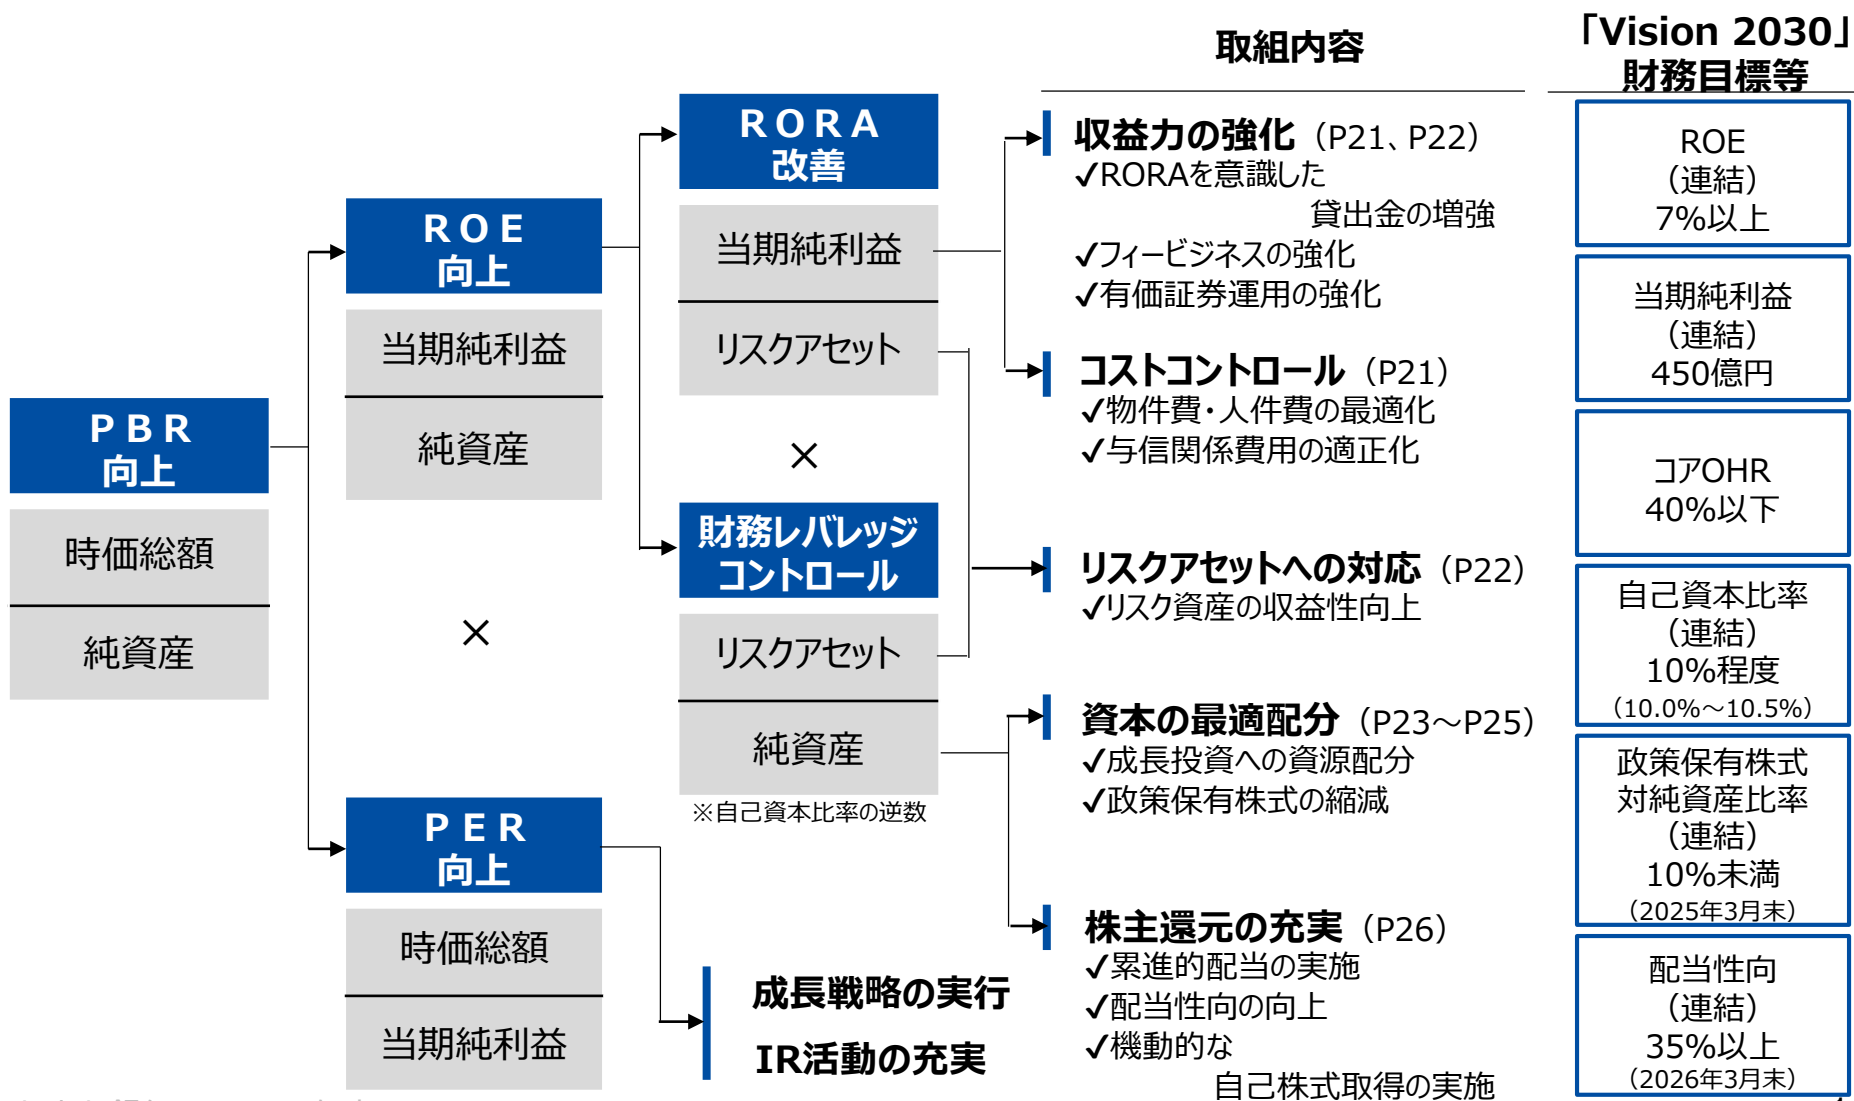 取組内容
「Vision 2030」
財務目標等
PBR
向上
時価総額
純資産
ROE
向上
当期純利益
純資産
×
PER
向上
時価総額
当期純利益
RORA
改善
当期純利益
リスクアセット
×
財務レバレッジ
コントロール
リスクアセット
純資産
※自己資本比率の逆数
成長戦略の実行
IR活動の充実
収益力の強化（P21、P22）
✓RORAを意識した
貸出金の増強
✓フィービジネスの強化
✓有価証券運用の強化
コストコントロール（P21）
✓物件費・人件費の最適化
✓与信関係費用の適正化
リスクアセットへの対応（P22）
✓リスク資産の収益性向上
資本の最適配分（P23～P25）
✓成長投資への資源配分
✓政策保有株式の縮減
株主還元の充実（P26）
✓累進的配当の実施
✓配当性向の向上
✓機動的な
自己株式取得の実施
ROE
（連結）
7%以上
当期純利益
（連結）
450億円
コアOHR
40%以下
自己資本比率
（連結）
10%程度
（10.0%～10.5%）
政策保有株式
対純資産比率
（連結）
10%未満
（2025年3月末）
配当性向
（連結）
35%以上
（2026年3月末）